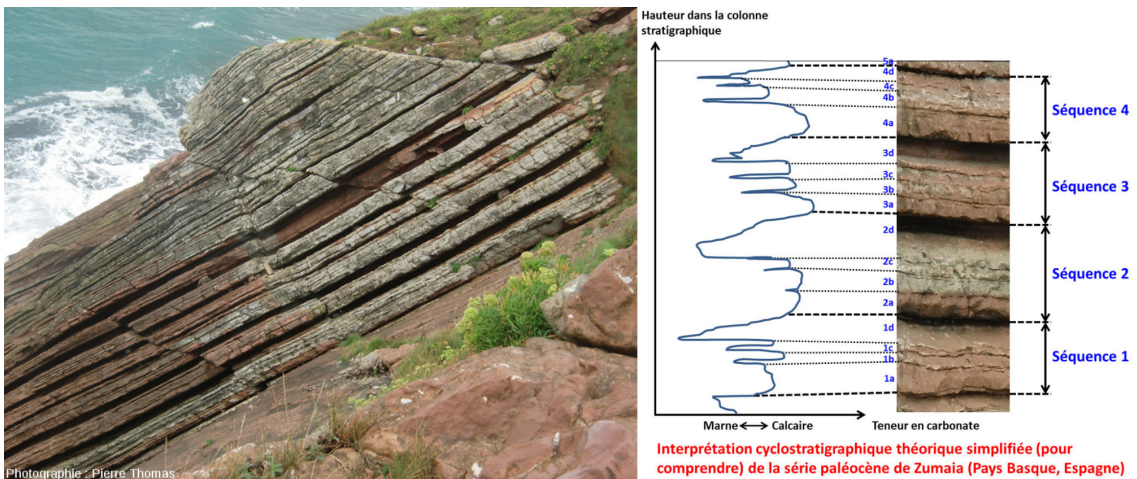 Hauteur dans la colonne
stratigraphique
5a
4d
4c
4b
4a
Séquence 4
3d
3c
3b
3a
Séquence 3
2d
2c
2b
2a
Séquence 2
1d
1c
1b
1a
Séquence 1
Marne
Calcaire
Teneur en carbonate
Interprétation cyclostratigraphique théorique simplifiée (pour
comprendre) de la série paléocène de Zumaia (Pays Basque, Espagne)
Photographie : Pierre Thomas